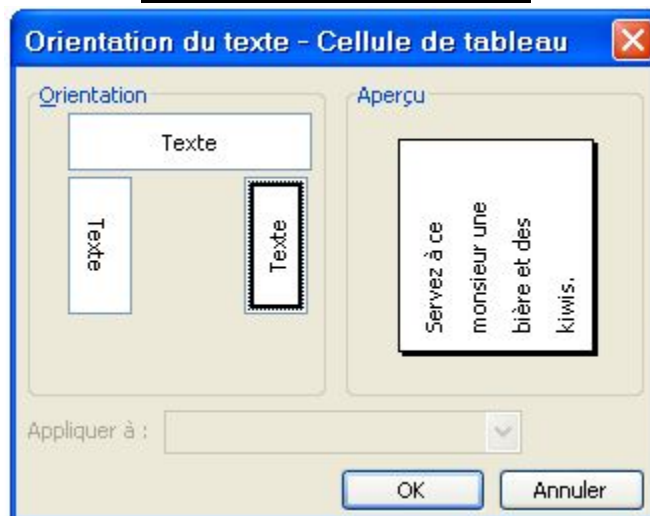 Orientation du texte - Cellule de tableau
Orientation
Texte
Texte
Texte
Aperçu
Servez à ce
monsieur une
bière et des
kiwis.
Appliquer à :
OK
Annuler